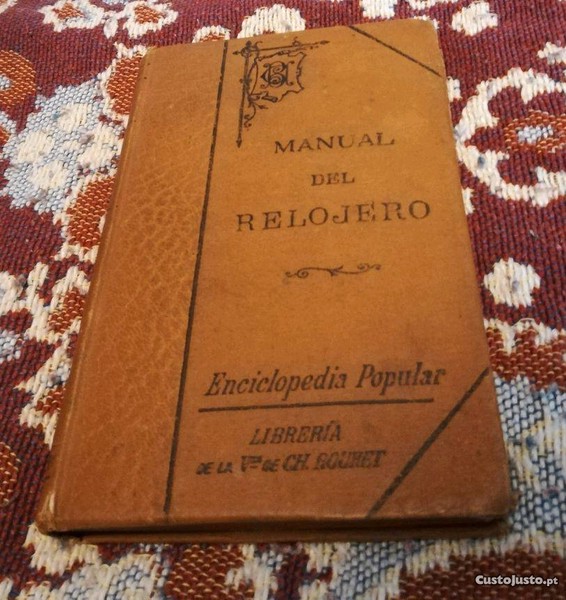 MANUAL
DEL
RELOJERO
Enciclopedia Popular
LIBRERÍA
DE LA Vda DE CH. BOURET
CustoJusto.pt